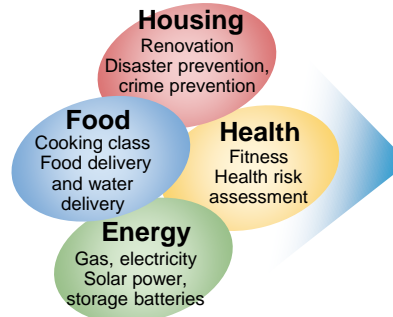 Housing
Renovation
Disaster prevention,
crime prevention
Food
Cooking class
Food delivery
and water
delivery
Health
Fitness
Health risk
assessment
Energy
Gas, electricity
Solar power,
storage batteries